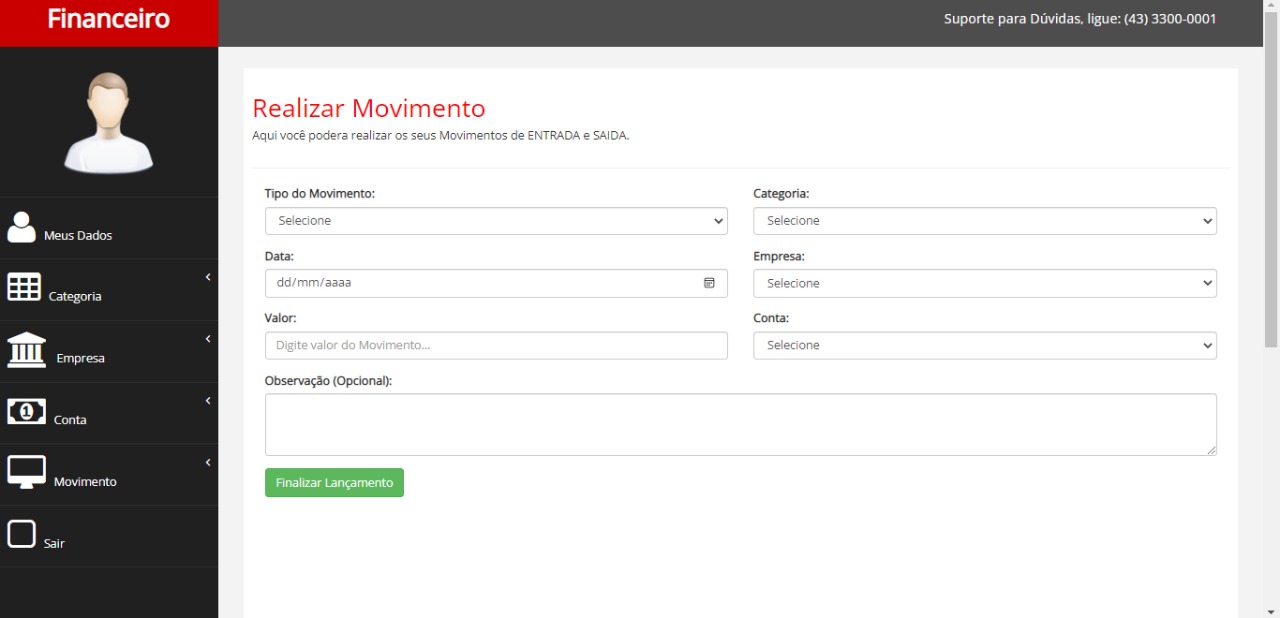 Financeiro
Suporte para Dúvidas, ligue: (43) 3300-0001
Meus Dados
Categoria
Empresa
Conta
Movimento
Sair
Realizar Movimento
Aqui você podera realizar os seus Movimentos de ENTRADA e SAIDA.
Tipo do Movimento:
Selecione
Categoria:
Selecione
Data:
dd/mm/aaaa
Empresa:
Selecione
Valor:
Digite valor do Movimento...
Conta:
Selecione
Observação (Opcional):
Finalizar Lançamento